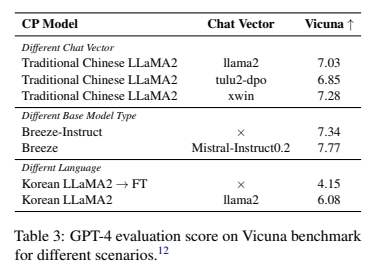 CP Model Chat Vector Vicuna ↑
Different Chat Vector
Traditional Chinese LLaMA2 llama2 7.03
Traditional Chinese LLaMA2 tulu2-dpo 6.85
Traditional Chinese LLaMA2 xwin 7.28
Different Base Model Type
Breeze-Instruct × 7.34
Breeze Mistral-Instruct0.2 7.77
Differnt Language
Korean LLaMA2 → FT × 4.15
Korean LLaMA2 llama2 6.08
Table 3: GPT-4 evaluation score on Vicuna benchmark
for different scenarios.12